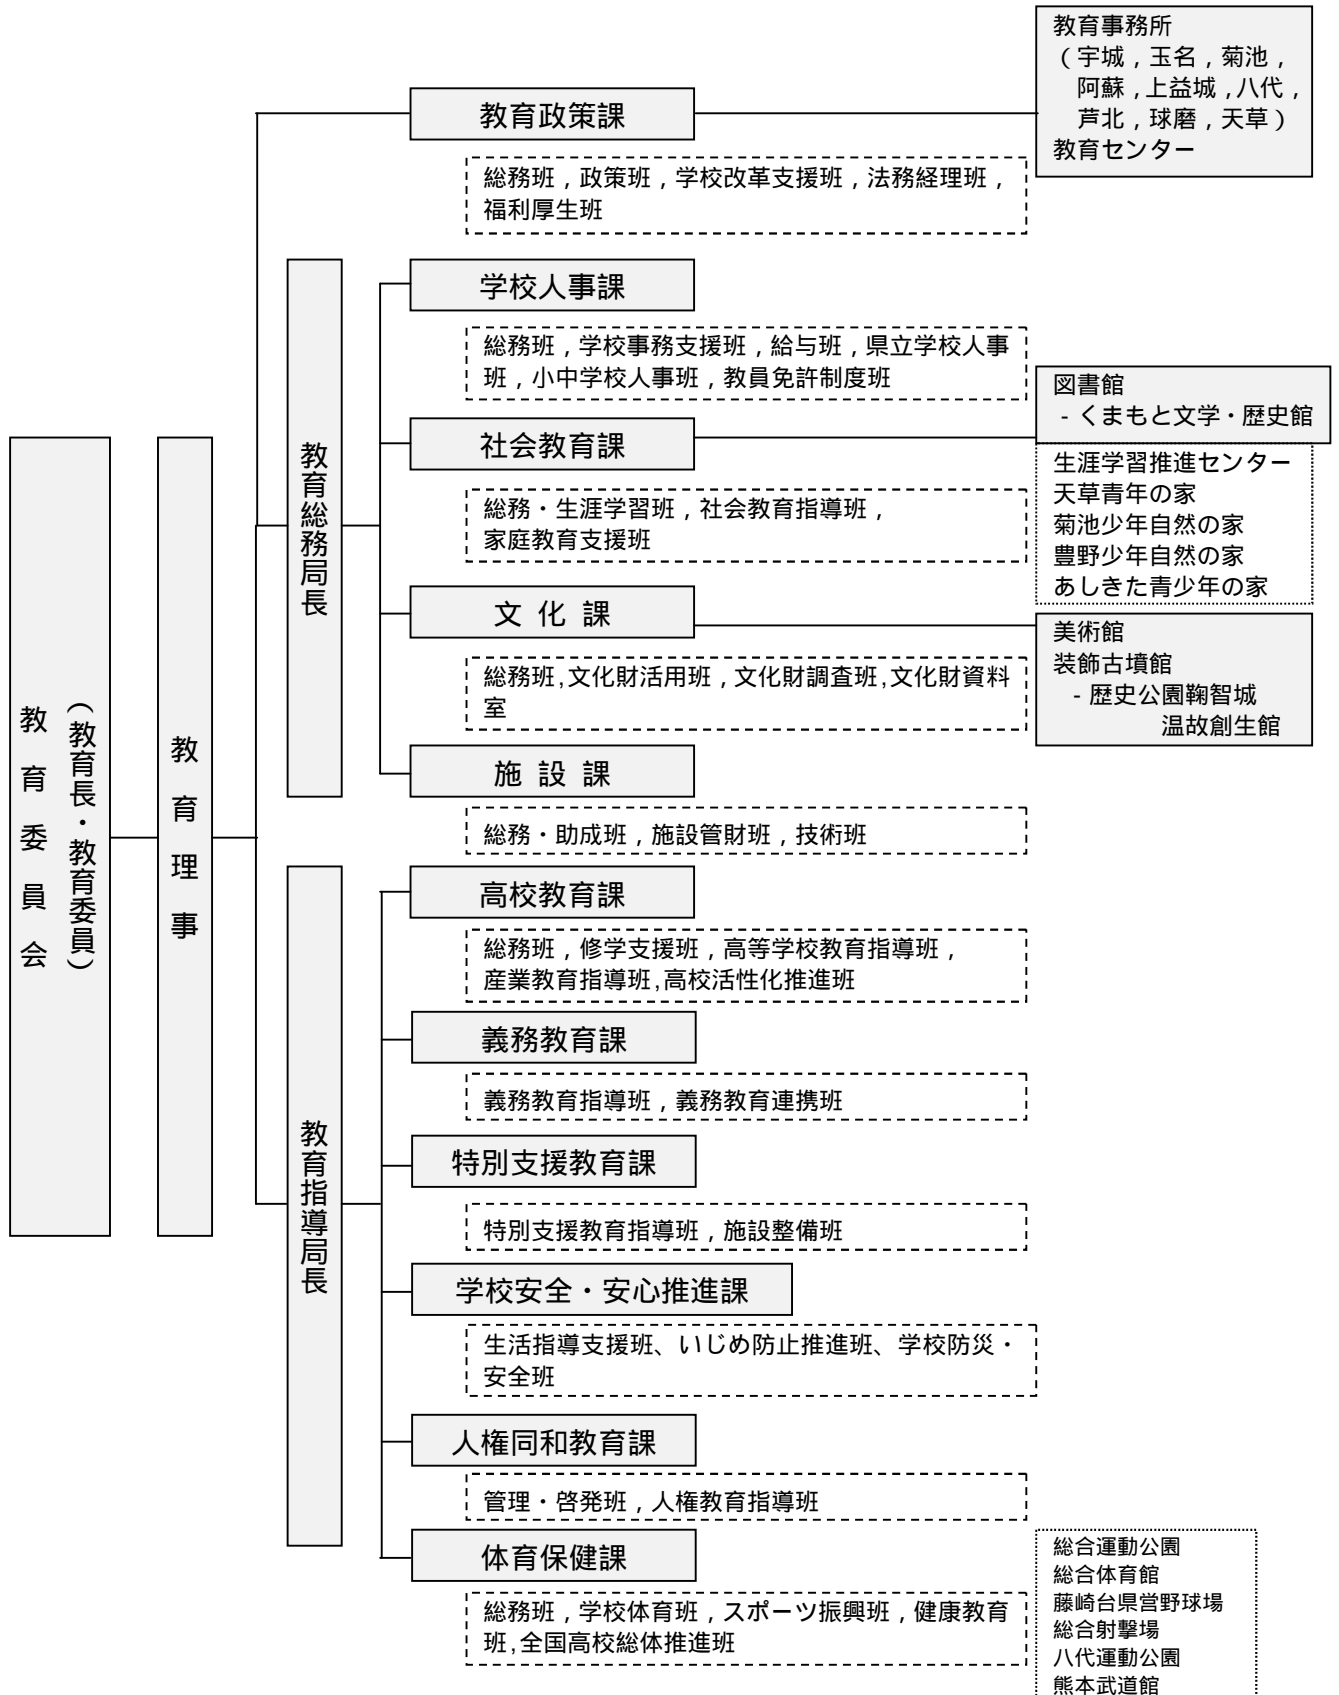 教育委員会
（教育長・教育委員）
教育理事
教育政策課
総務班，政策班，学校改革支援班，法務経理班，
福利厚生班
教育事務所
（宇城，玉名，菊池，
阿蘇，上益城，八代，
芦北，球磨，天草）
教育センター
教育総務局長
学校人事課
総務班，学校事務支援班，給与班，県立学校人事
班，小中学校人事班，教員免許制度班
社会教育課
総務・生涯学習班，社会教育指導班，
家庭教育支援班
図書館
- くまもと文学・歴史館
生涯学習推進センター
天草青年の家
菊池少年自然の家
豊野少年自然の家
あしきた青少年の家
文 化 課
総務班,文化財活用班，文化財調査班,文化財資料
室
美術館
装飾古墳館
- 歴史公園鞠智城
温故創生館
施 設 課
総務・助成班，施設管財班，技術班
教育指導局長
高校教育課
総務班，修学支援班，高等学校教育指導班，
産業教育指導班,高校活性化推進班
義務教育課
義務教育指導班，義務教育連携班
特別支援教育課
特別支援教育指導班，施設整備班
学校安全・安心推進課
生活指導支援班、いじめ防止推進班、学校防災・
安全班
人権同和教育課
管理・啓発班，人権教育指導班
体育保健課
総務班，学校体育班，スポーツ振興班，健康教育
班,全国高校総体推進班
総合運動公園
総合体育館
藤崎台県営野球場
総合射撃場
八代運動公園
熊本武道館